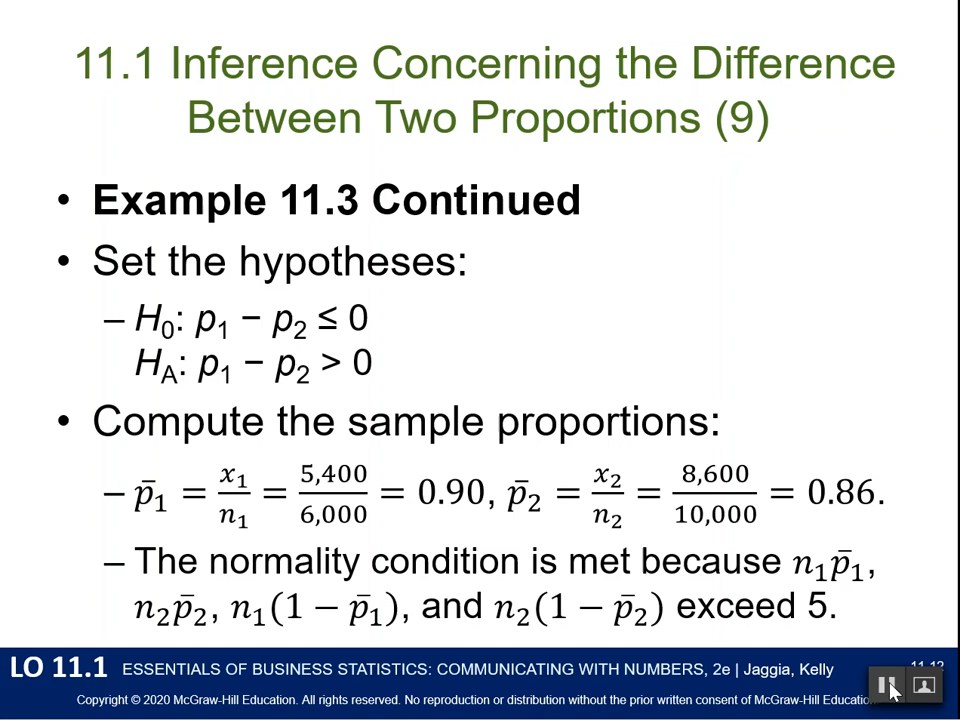 11.1 Inference Concerning the Difference
Between Two Proportions (9)
• Example 11.3 Continued
• Set the hypotheses:
– H₀: p₁ − p₂ ≤ 0
H_A: p₁ − p₂ > 0
• Compute the sample proportions:
– p̄₁ = x₁/n₁ = 5,400/6,000 = 0.90, p̄₂ = x₂/n₂ = 8,600/10,000 = 0.86.
– The normality condition is met because n₁p̄₁,
n₂p̄₂, n₁(1 − p̄₁), and n₂(1 − p̄₂) exceed 5.
LO 11.1 ESSENTIALS OF BUSINESS STATISTICS: COMMUNICATING WITH NUMBERS, 2e | Jaggia, Kelly
Copyright © 2020 McGraw-Hill Education. All rights reserved. No reproduction or distribution without the prior written consent of McGraw-Hill